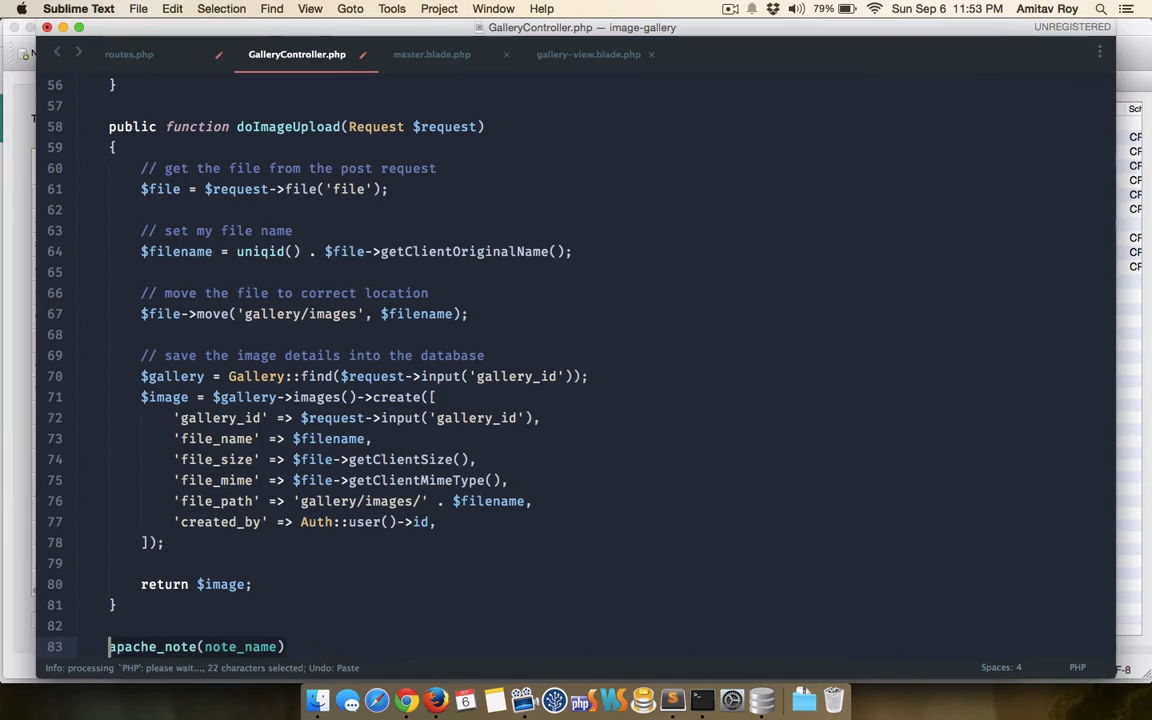 Sublime Text File Edit Selection Find View Goto Tools Project Window Help 79% Sun Sep 6 11:53 PM Amitav Roy
GalleryController.php — image-gallery UNREGISTERED
routes.php GalleryController.php master.blade.php gallery-view.blade.php
56 }
57
58 public function doImageUpload(Request $request)
59 {
60 // get the file from the post request
61 $file = $request->file('file');
62
63 // set my file name
64 $filename = uniqid() . $file->getClientOriginalName();
65
66 // move the file to correct location
67 $file->move('gallery/images', $filename);
68
69 // save the image details into the database
70 $gallery = Gallery::find($request->input('gallery_id'));
71 $image = $gallery->images()->create([
72 'gallery_id' => $request->input('gallery_id'),
73 'file_name' => $filename,
74 'file_size' => $file->getClientSize(),
75 'file_mime' => $file->getClientMimeType(),
76 'file_path' => 'gallery/images/' . $filename,
77 'created_by' => Auth::user()->id,
78 ]);
79
80 return $image;
81 }
82
83 apache_note(note_name)
Info: processing `PHP': please wait..., 22 characters selected; Undo: Paste Spaces: 4 PHP